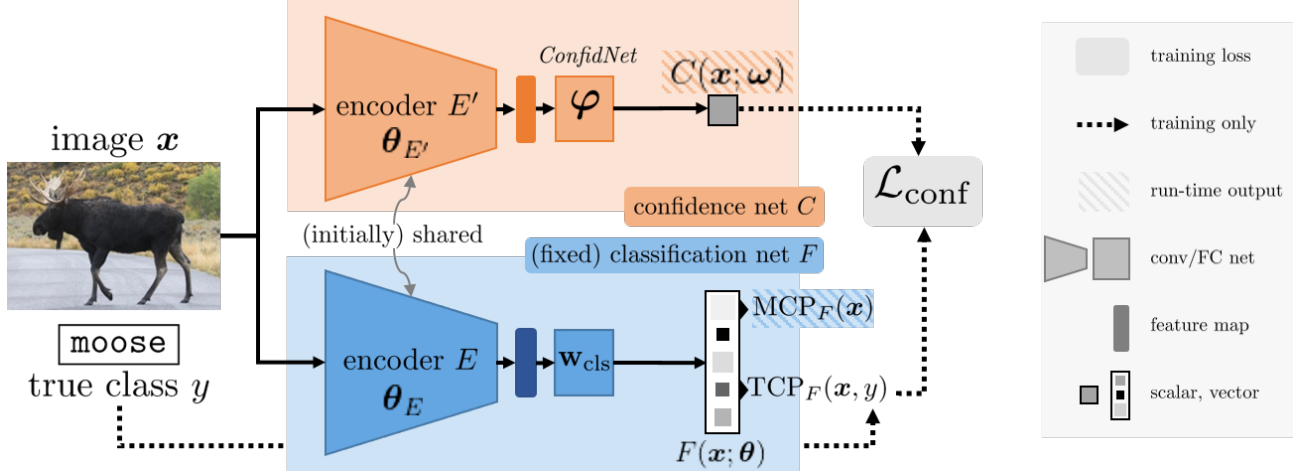 image x
moose
true class y
encoder E′
θ_E′
ConfidNet
φ
C(x; ω)
confidence net C
(initially) shared
(fixed) classification net F
encoder E
θ_E
w_cls
MCP_F(x)
TCP_F(x, y)
F(x; θ)
ℒ_conf
training loss
training only
run-time output
conv/FC net
feature map
scalar, vector